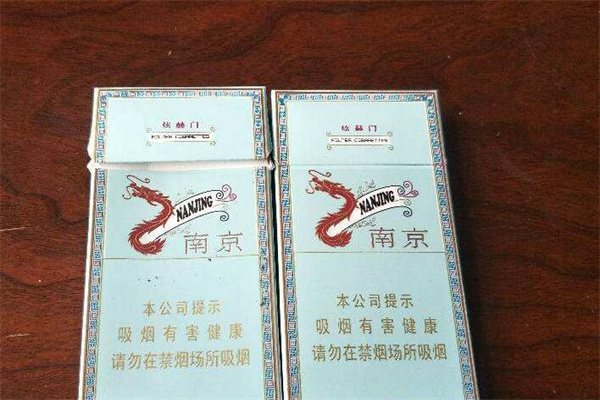 炫赫门
FILTER CIGARETTES
NANJING
南京
本公司提示
吸烟有害健康
请勿在禁烟场所吸烟
炫赫门
FILTER CIGARETTES
NANJING
南京
本公司提示
吸烟有害健康
请勿在禁烟场所吸烟